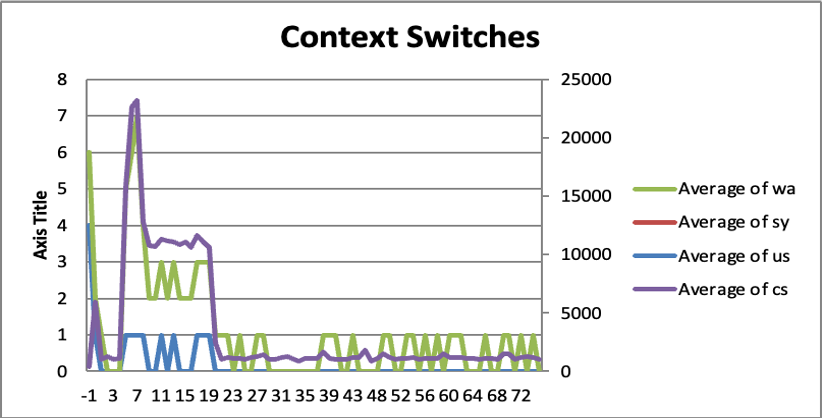 Context Switches
8
7
6
5
4
3
2
1
0
Axis Title
25000
20000
15000
10000
5000
0
-1 3 7 11 15 19 23 27 31 35 39 43 48 52 56 60 64 68 72
Average of wa
Average of sy
Average of us
Average of cs